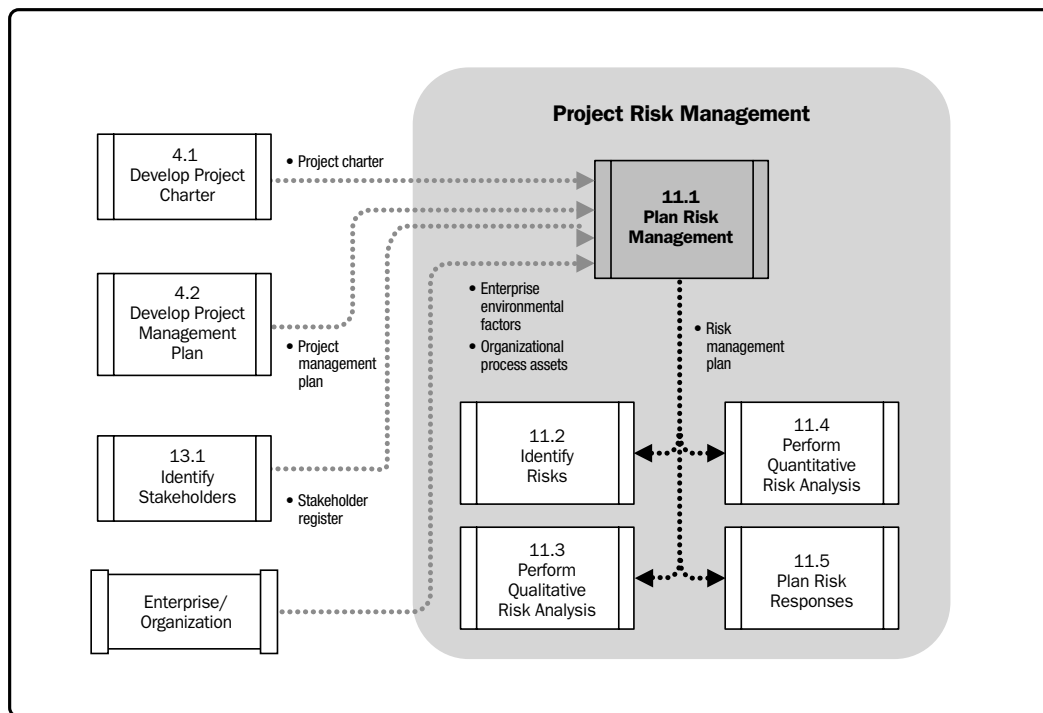 Project Risk Management
4.1
Develop Project
Charter
• Project charter
11.1
Plan Risk
Management
4.2
Develop Project
Management
Plan
• Project
management
plan
• Enterprise
environmental
factors
• Organizational
process assets
• Risk
management
plan
13.1
Identify
Stakeholders
• Stakeholder
register
11.2
Identify
Risks
11.4
Perform
Quantitative
Risk Analysis
11.3
Perform
Qualitative
Risk Analysis
11.5
Plan Risk
Responses
Enterprise/
Organization